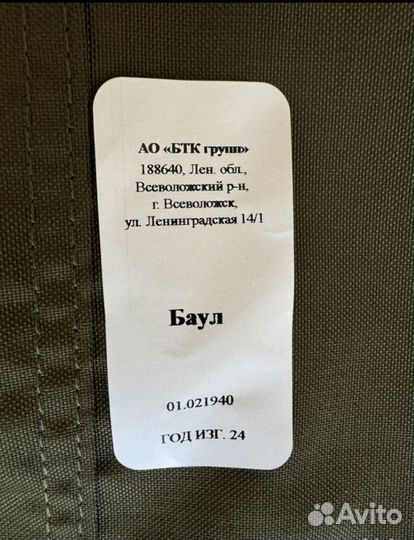 АО «БТК групп»
188640, Лен. обл.,
Всеволожский р-н,
г. Всеволожск,
ул. Ленинградская 14/1
Баул
01.021940
ГОД ИЗГ. 24
Avito